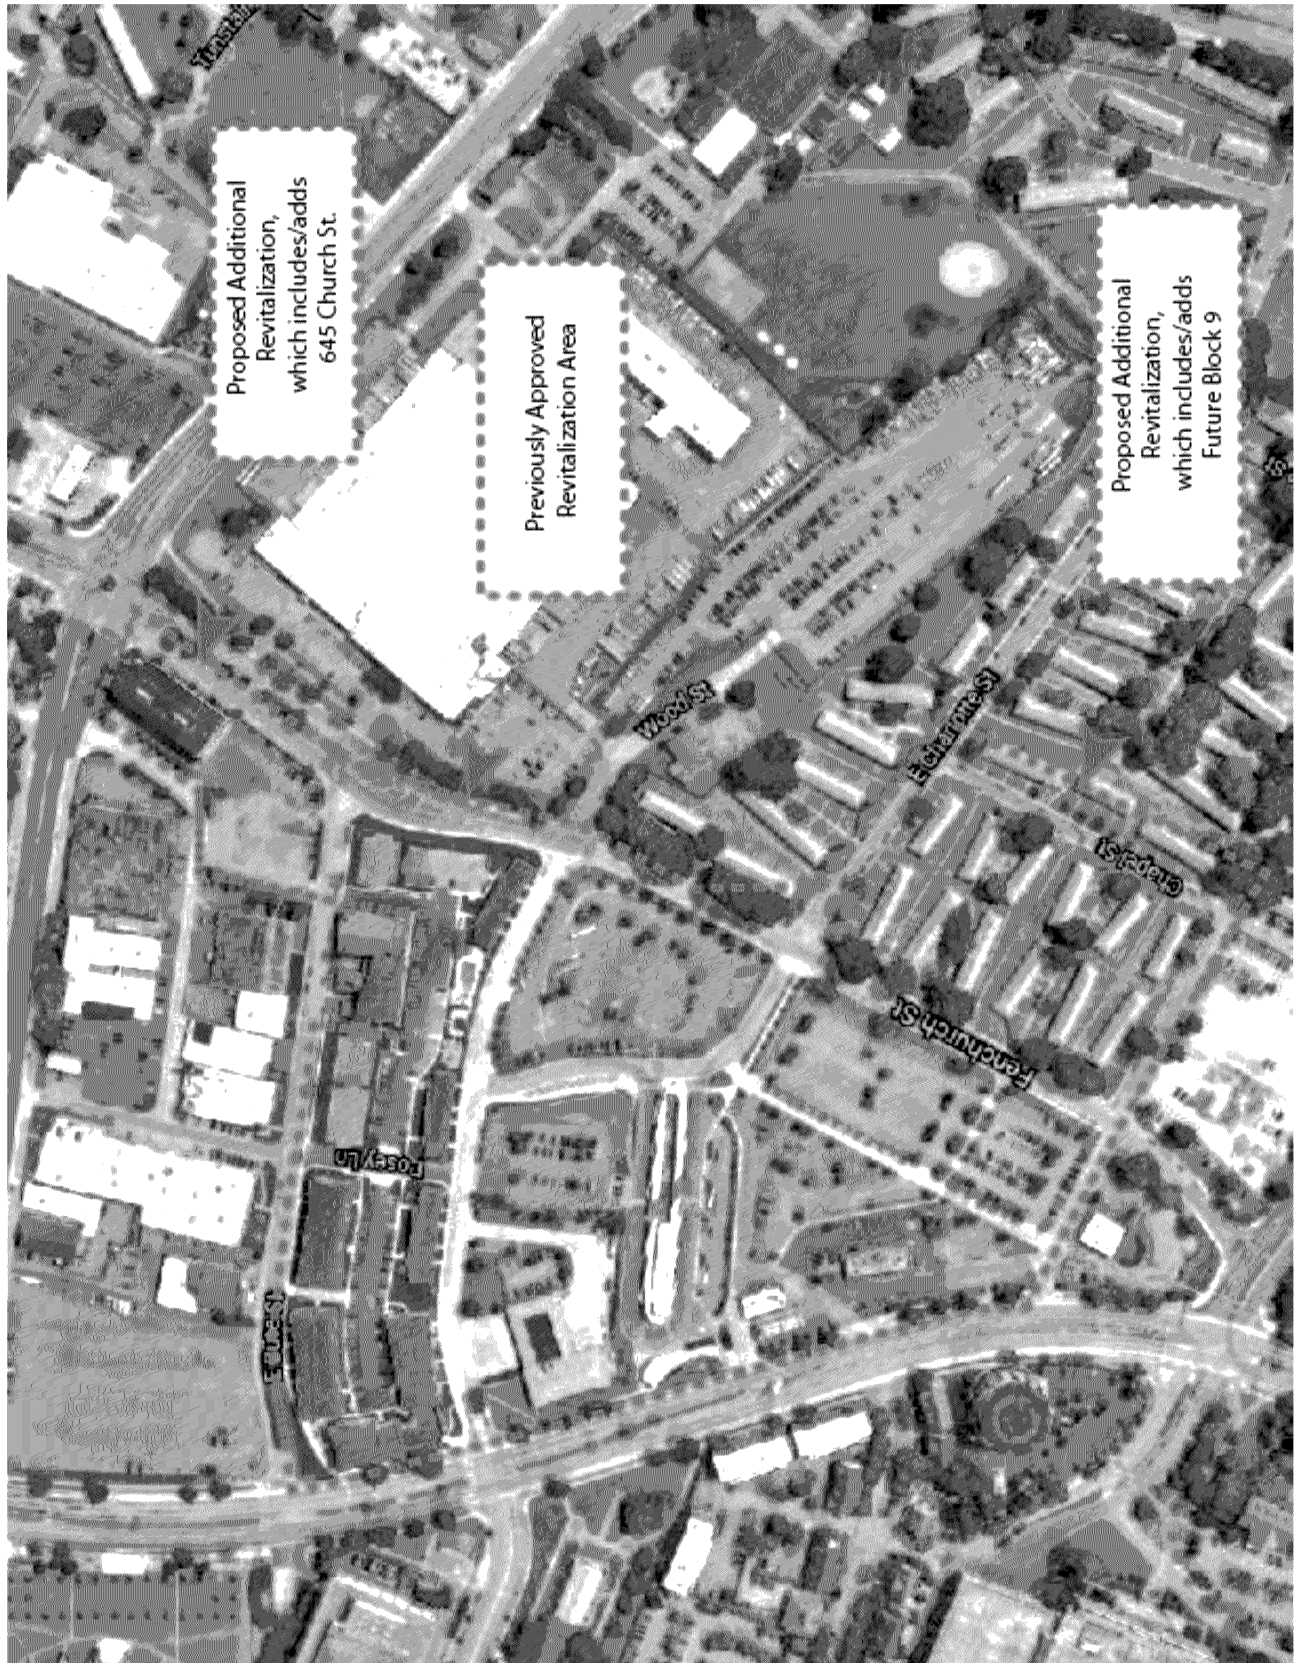 Proposed Additional
Revitalization,
which includes/adds
645 Church St.
Previously Approved
Revitalization Area
Proposed Additional
Revitalization,
which includes/adds
Future Block 9
Wood St
E Charlotte St
Chapel St
Fenchurch St
Posey Ln
St